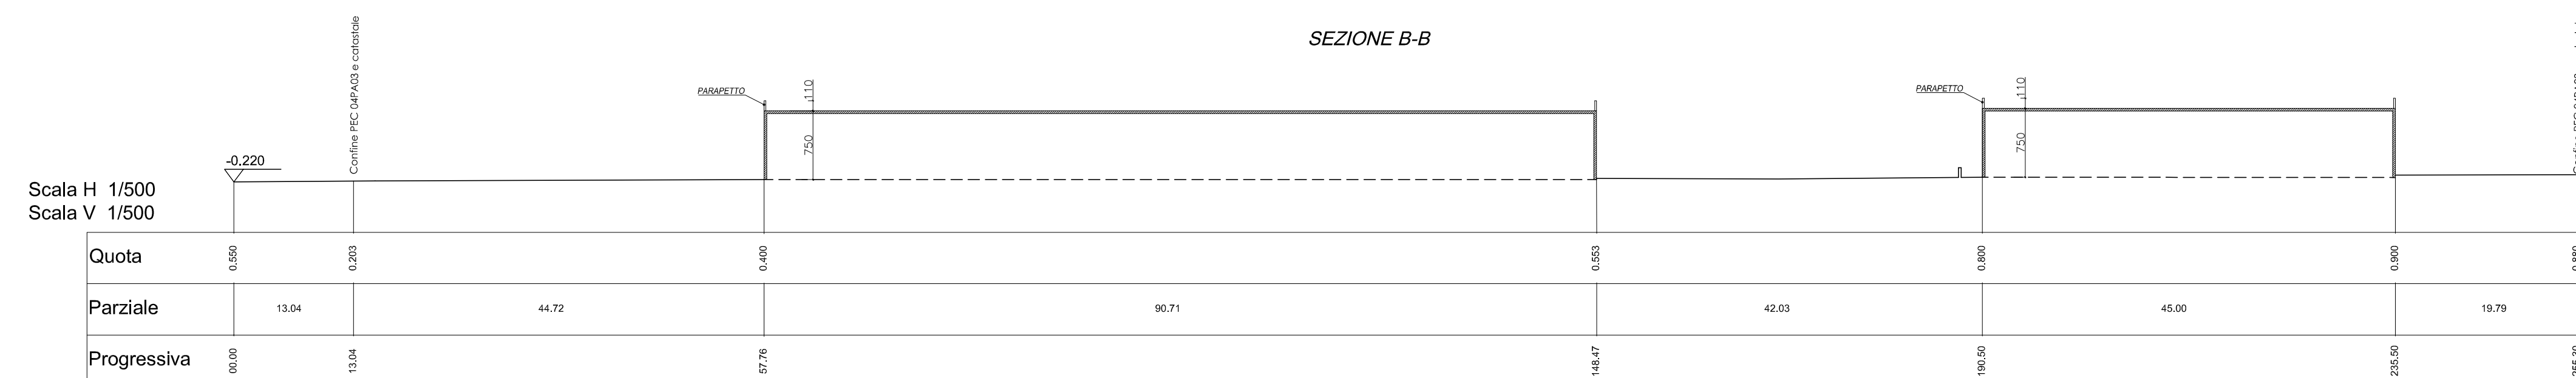 SEZIONE B-B
Confine PEC 04PA03 e catastale
PARAPETTO
110
750
PARAPETTO
110
750
-0.220
Scala H 1/500
Scala V 1/500
Quota 0.550 0.203 0.400 0.553 0.800 0.900
Parziale 13.04 44.72 90.71 42.03 45.00 19.79
Progressiva 00.00 13.04 57.76 148.47 190.50 235.50